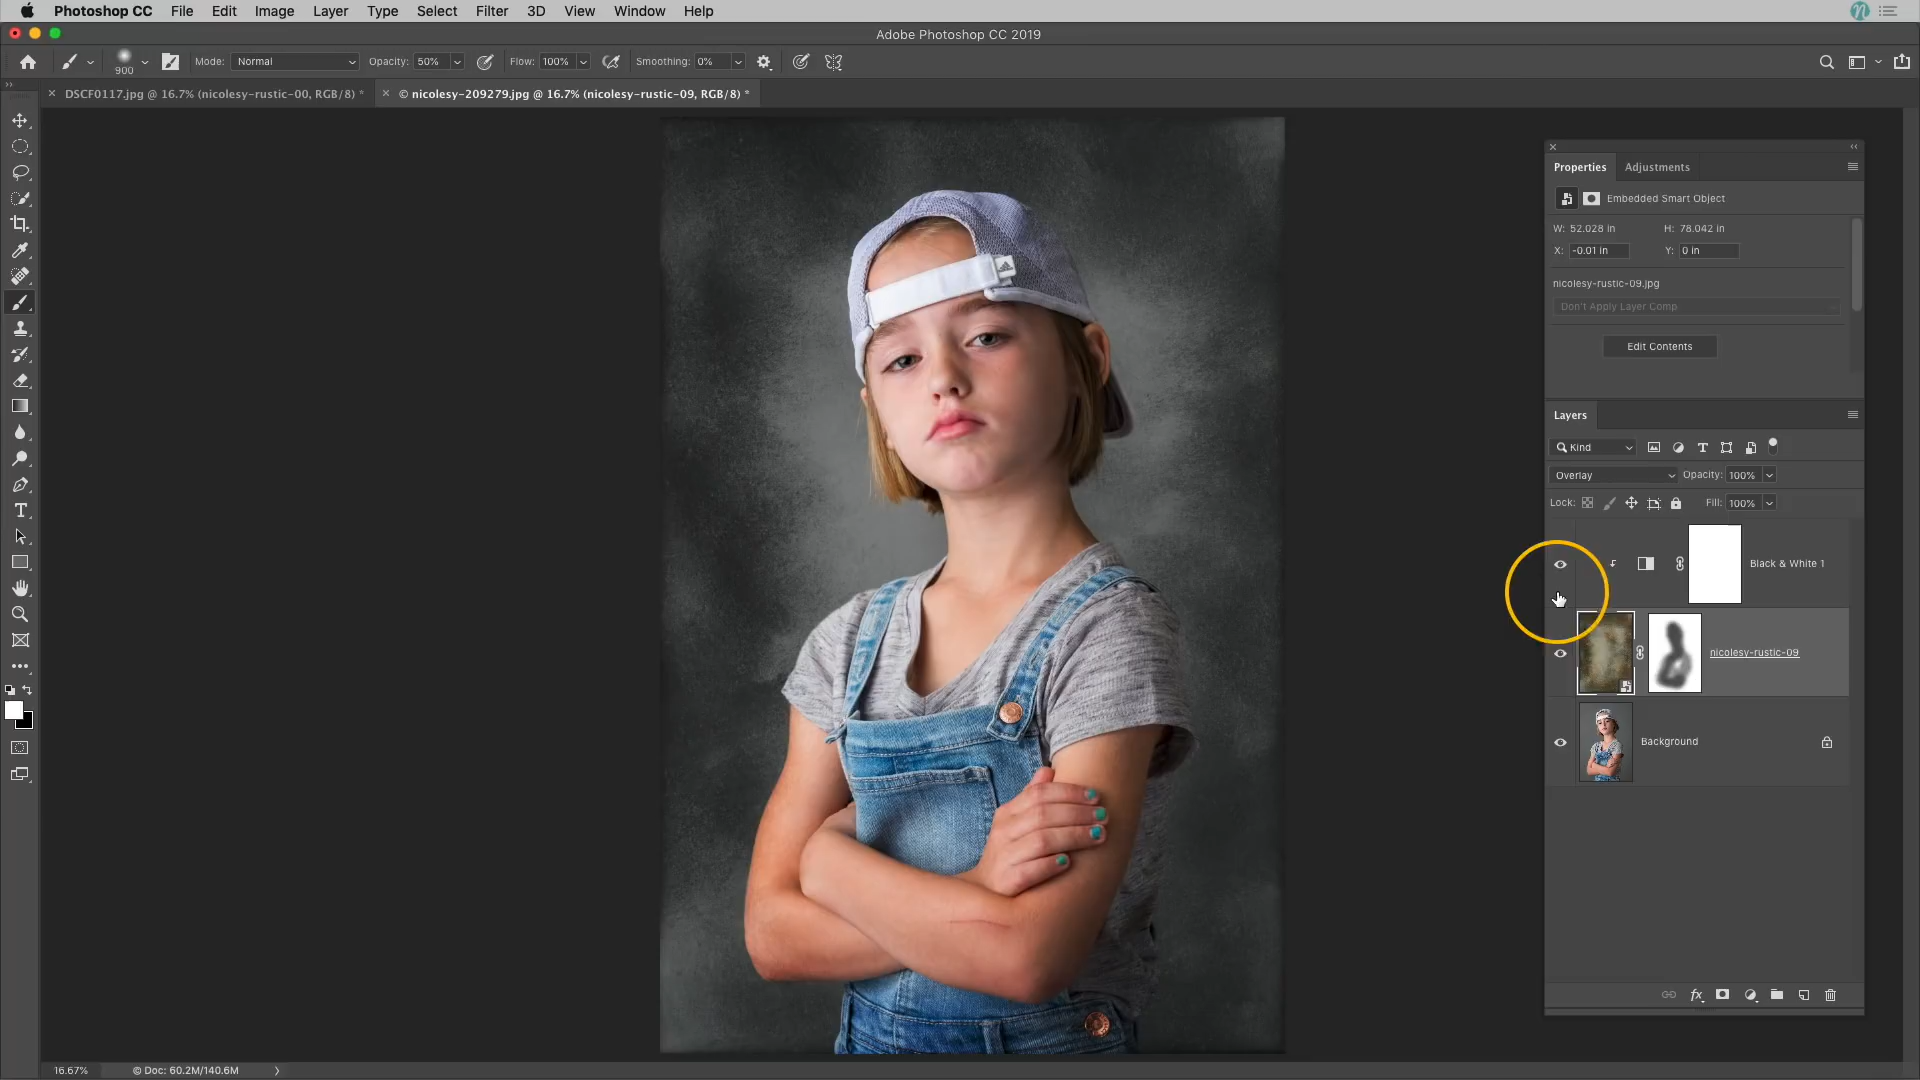 Photoshop CC File Edit Image Layer Type Select Filter 3D View Window Help
Adobe Photoshop CC 2019
900 Mode: Normal Opacity: 50% Flow: 100% Smoothing: 0%
DSCF0117.jpg @ 16.7% (nicolesy-rustic-00, RGB/8) * © nicolesy-209279.jpg @ 16.7% (nicolesy-rustic-09, RGB/8) *
Properties Adjustments
Embedded Smart Object
W: 52.028 in H: 78.042 in
X: -0.01 in Y: 0 in
nicolesy-rustic-09.jpg
Don't Apply Layer Comp
Edit Contents
Layers
Kind
Overlay Opacity: 100%
Lock: Fill: 100%
Black & White 1
nicolesy-rustic-09
Background
fx
16.67% © Doc: 60.2M/140.6M